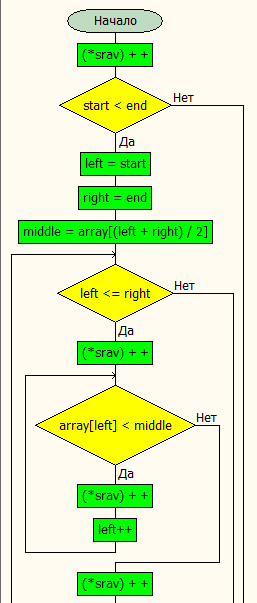 Начало
(*srav) + +
start < end
Нет
Да
left = start
right = end
middle = array[(left + right) / 2]
left <= right
Нет
Да
(*srav) + +
array[left] < middle
Нет
Да
(*srav) + +
left++
(*srav) + +